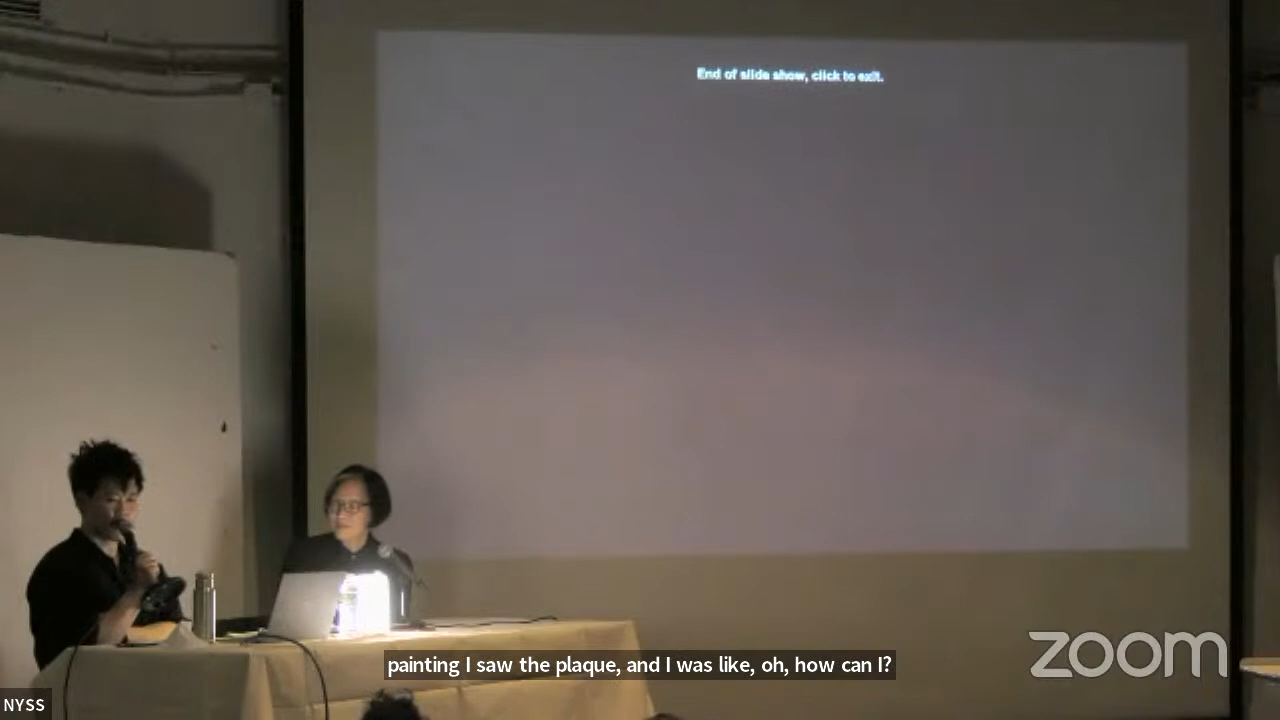 End of slide show, click to exit.
painting I saw the plaque, and I was like, oh, how can I?
zoom
NYSS